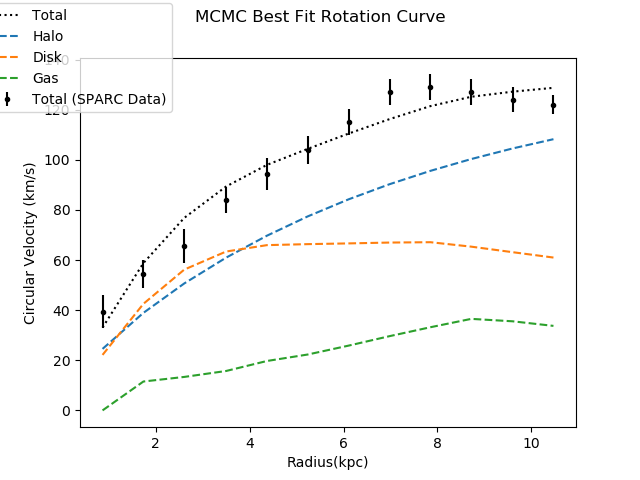 MCMC Best Fit Rotation Curve
Total
Halo
Disk
Gas
Total (SPARC Data)
140
120
100
80
60
40
20
0
Circular Velocity (km/s)
2
4
6
8
10
Radius(kpc)